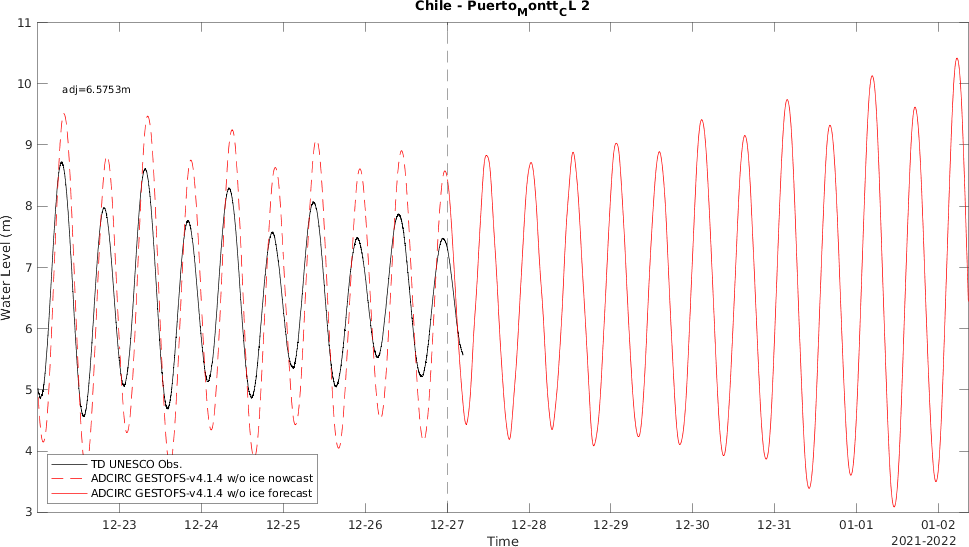 Chile - Puerto_Montt_CL 2
11
10
9
8
7
6
5
4
3
Water Level (m)
adj=6.5753m
TD UNESCO Obs.
ADCIRC GESTOFS-v4.1.4 w/o ice nowcast
ADCIRC GESTOFS-v4.1.4 w/o ice forecast
12-23 12-24 12-25 12-26 12-27 12-28 12-29 12-30 12-31 01-01 01-02
Time
2021-2022